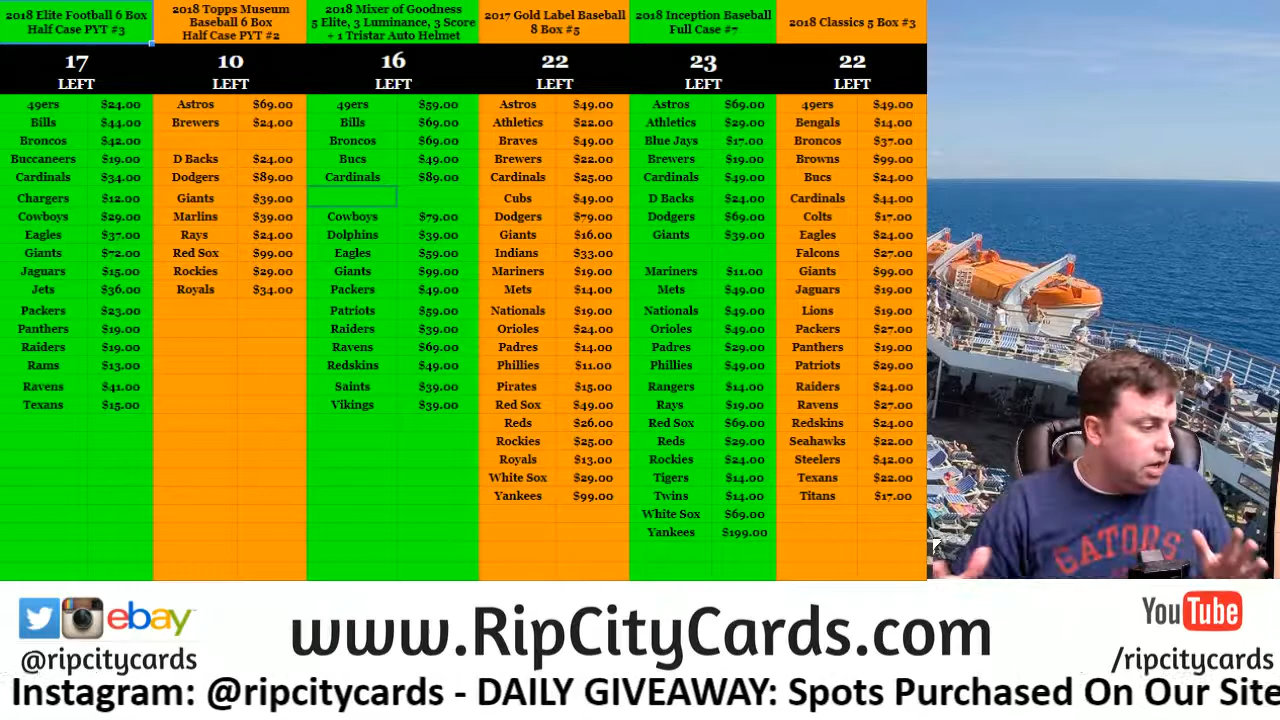 2018 Elite Football 6 Box
Half Case PYT #3
17
LEFT
49ers $24.00
Bills $44.00
Broncos $42.00
Buccaneers $19.00
Cardinals $34.00
Chargers $12.00
Cowboys $29.00
Eagles $37.00
Giants $72.00
Jaguars $15.00
Jets $36.00
Packers $23.00
Panthers $19.00
Raiders $19.00
Rams $13.00
Ravens $41.00
Texans $15.00
2018 Topps Museum
Baseball 6 Box
Half Case PYT #2
10
LEFT
Astros $69.00
Brewers $24.00
D Backs $24.00
Dodgers $89.00
Giants $39.00
Marlins $39.00
Rays $24.00
Red Sox $99.00
Rockies $29.00
Royals $34.00
2018 Mixer of Goodness
5 Elite, 3 Luminance, 3 Score
+ 1 Tristar Auto Helmet
16
LEFT
49ers $59.00
Bills $69.00
Broncos $69.00
Bucs $49.00
Cardinals $89.00
Cowboys $79.00
Dolphins $39.00
Eagles $59.00
Giants $99.00
Packers $49.00
Patriots $59.00
Raiders $39.00
Ravens $69.00
Redskins $49.00
Saints $39.00
Vikings $39.00
2017 Gold Label Baseball
8 Box #5
22
LEFT
Astros $49.00
Athletics $22.00
Braves $49.00
Brewers $22.00
Cardinals $25.00
Cubs $49.00
Dodgers $79.00
Giants $16.00
Indians $33.00
Mariners $19.00
Mets $14.00
Nationals $19.00
Orioles $24.00
Padres $14.00
Phillies $11.00
Pirates $15.00
Red Sox $49.00
Reds $26.00
Rockies $25.00
Royals $13.00
White Sox $29.00
Yankees $99.00
2018 Inception Baseball
Full Case #7
23
LEFT
Astros $69.00
Athletics $29.00
Blue Jays $17.00
Brewers $19.00
Cardinals $49.00
D Backs $24.00
Dodgers $69.00
Giants $39.00
Mariners $11.00
Mets $49.00
Nationals $49.00
Orioles $49.00
Padres $29.00
Phillies $49.00
Rangers $14.00
Rays $19.00
Red Sox $69.00
Reds $29.00
Rockies $24.00
Tigers $14.00
Twins $14.00
White Sox $69.00
Yankees $199.00
2018 Classics 5 Box #3
22
LEFT
49ers $49.00
Bengals $14.00
Broncos $37.00
Browns $99.00
Bucs $24.00
Cardinals $44.00
Colts $17.00
Eagles $24.00
Falcons $27.00
Giants $99.00
Jaguars $19.00
Lions $19.00
Packers $27.00
Panthers $19.00
Patriots $29.00
Raiders $24.00
Ravens $27.00
Redskins $24.00
Seahawks $22.00
Steelers $42.00
Texans $22.00
Titans $17.00
GATORS
ebay
@ripcitycards
www.RipCityCards.com
YouTube
/ripcitycards
Instagram: @ripcitycards - DAILY GIVEAWAY: Spots Purchased On Our Site